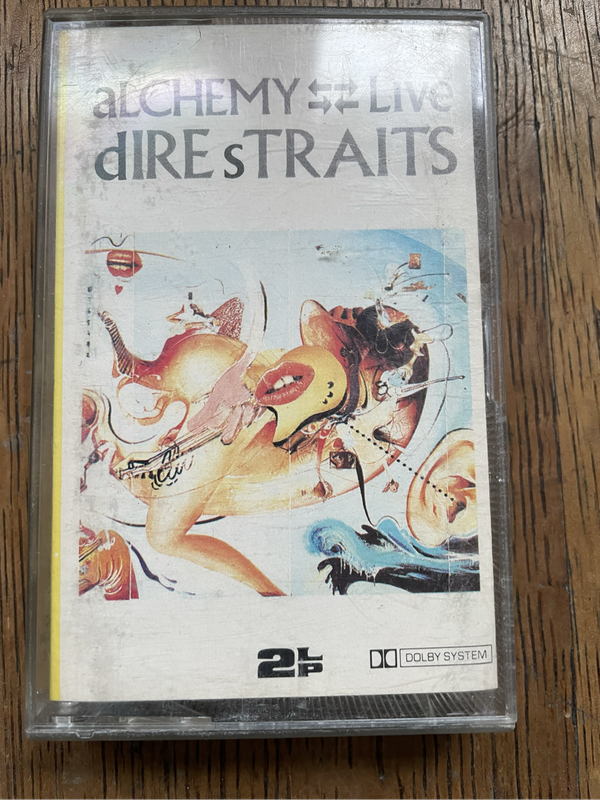 aLCHEMY ⇆⇄ Live
dIRE sTRAITS
2LP
DOLBY SYSTEM